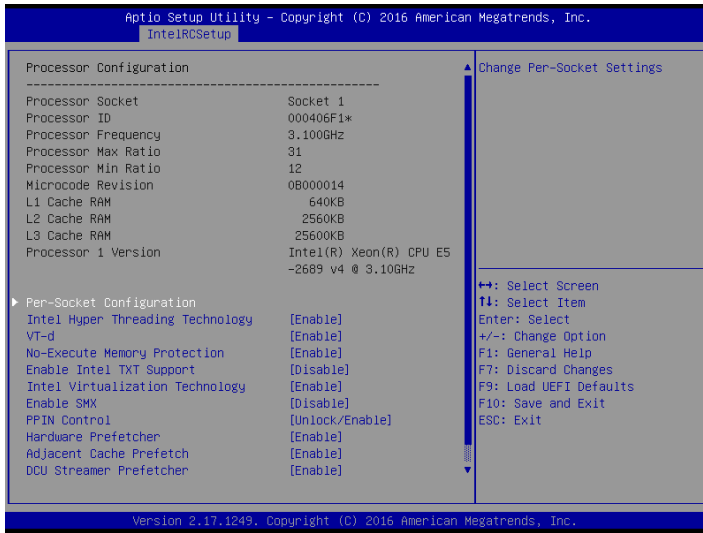 Aptio Setup Utility – Copyright (C) 2016 American Megatrends, Inc.
IntelRCSetup
Processor Configuration
--------------------------------------------------
Processor Socket Socket 1
Processor ID 000406F1*
Processor Frequency 3.100GHz
Processor Max Ratio 31
Processor Min Ratio 12
Microcode Revision 0B000014
L1 Cache RAM 640KB
L2 Cache RAM 2560KB
L3 Cache RAM 25600KB
Processor 1 Version Intel(R) Xeon(R) CPU E5
-2689 v4 @ 3.10GHz
Per-Socket Configuration
Intel Hyper Threading Technology [Enable]
VT-d [Enable]
No-Execute Memory Protection [Enable]
Enable Intel TXT Support [Disable]
Intel Virtualization Technology [Enable]
Enable SMX [Disable]
PPIN Control [Unlock/Enable]
Hardware Prefetcher [Enable]
Adjacent Cache Prefetch [Enable]
DCU Streamer Prefetcher [Enable]
Change Per-Socket Settings
↔: Select Screen
↑↓: Select Item
Enter: Select
+/-: Change Option
F1: General Help
F7: Discard Changes
F9: Load UEFI Defaults
F10: Save and Exit
ESC: Exit
Version 2.17.1249. Copyright (C) 2016 American Megatrends, Inc.